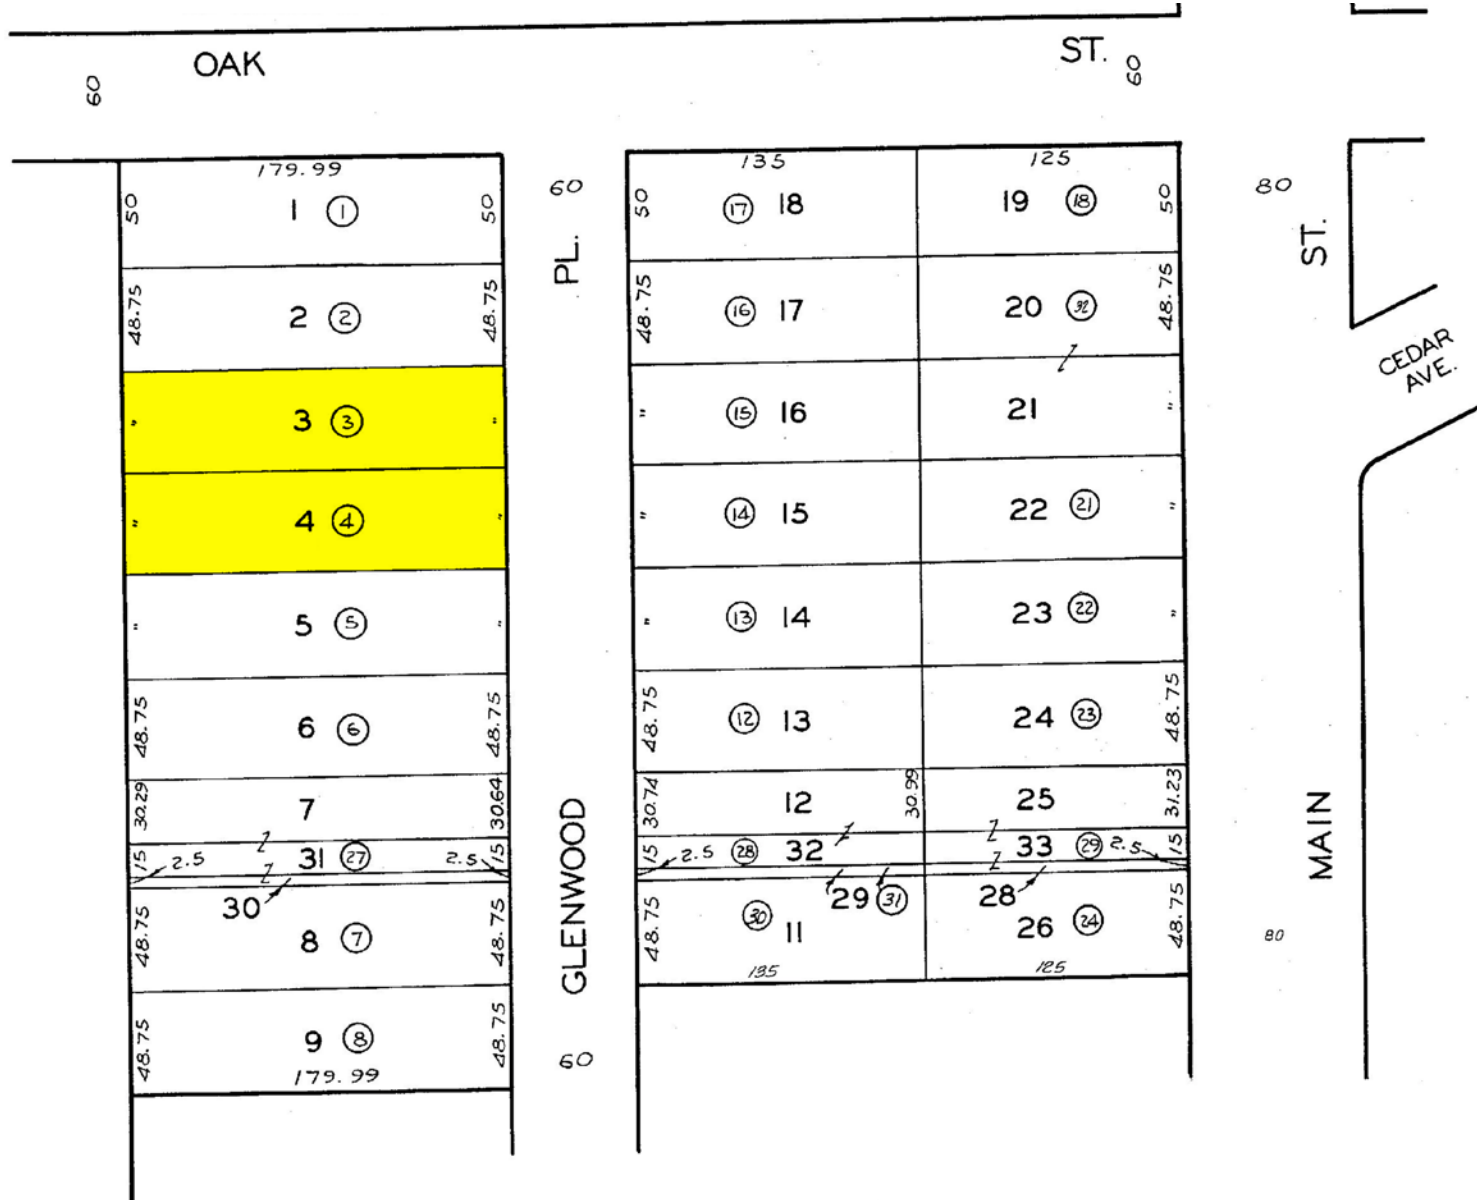 OAK ST.
60 60
179.99 135 125
50 1 ① 50 60 50 ⑰ 18 19 ⑱ 50 80
PL. ST.
48.75 2 ② 48.75 48.75 ⑯ 17 20 ㉜ 48.75
CEDAR
AVE.
" 3 ③ " " ⑮ 16 21 "
" 4 ④ " " ⑭ 15 22 ㉑ "
" 5 ⑤ " " ⑬ 14 23 ㉒ "
48.75 6 ⑥ 48.75 48.75 ⑫ 13 24 ㉓ 48.75
30.29 7 30.64 30.74 12 30.99 25 31.23
GLENWOOD MAIN
15 2.5 31 ㉗ 2.5 15 15 2.5 ㉘ 32 33 ㉙ 2.5 15
30 29 ㉛ 28
48.75 8 ⑦ 48.75 48.75 ㉚ 11 26 ㉔ 48.75 80
135 125
48.75 9 ⑧ 48.75 60
179.99